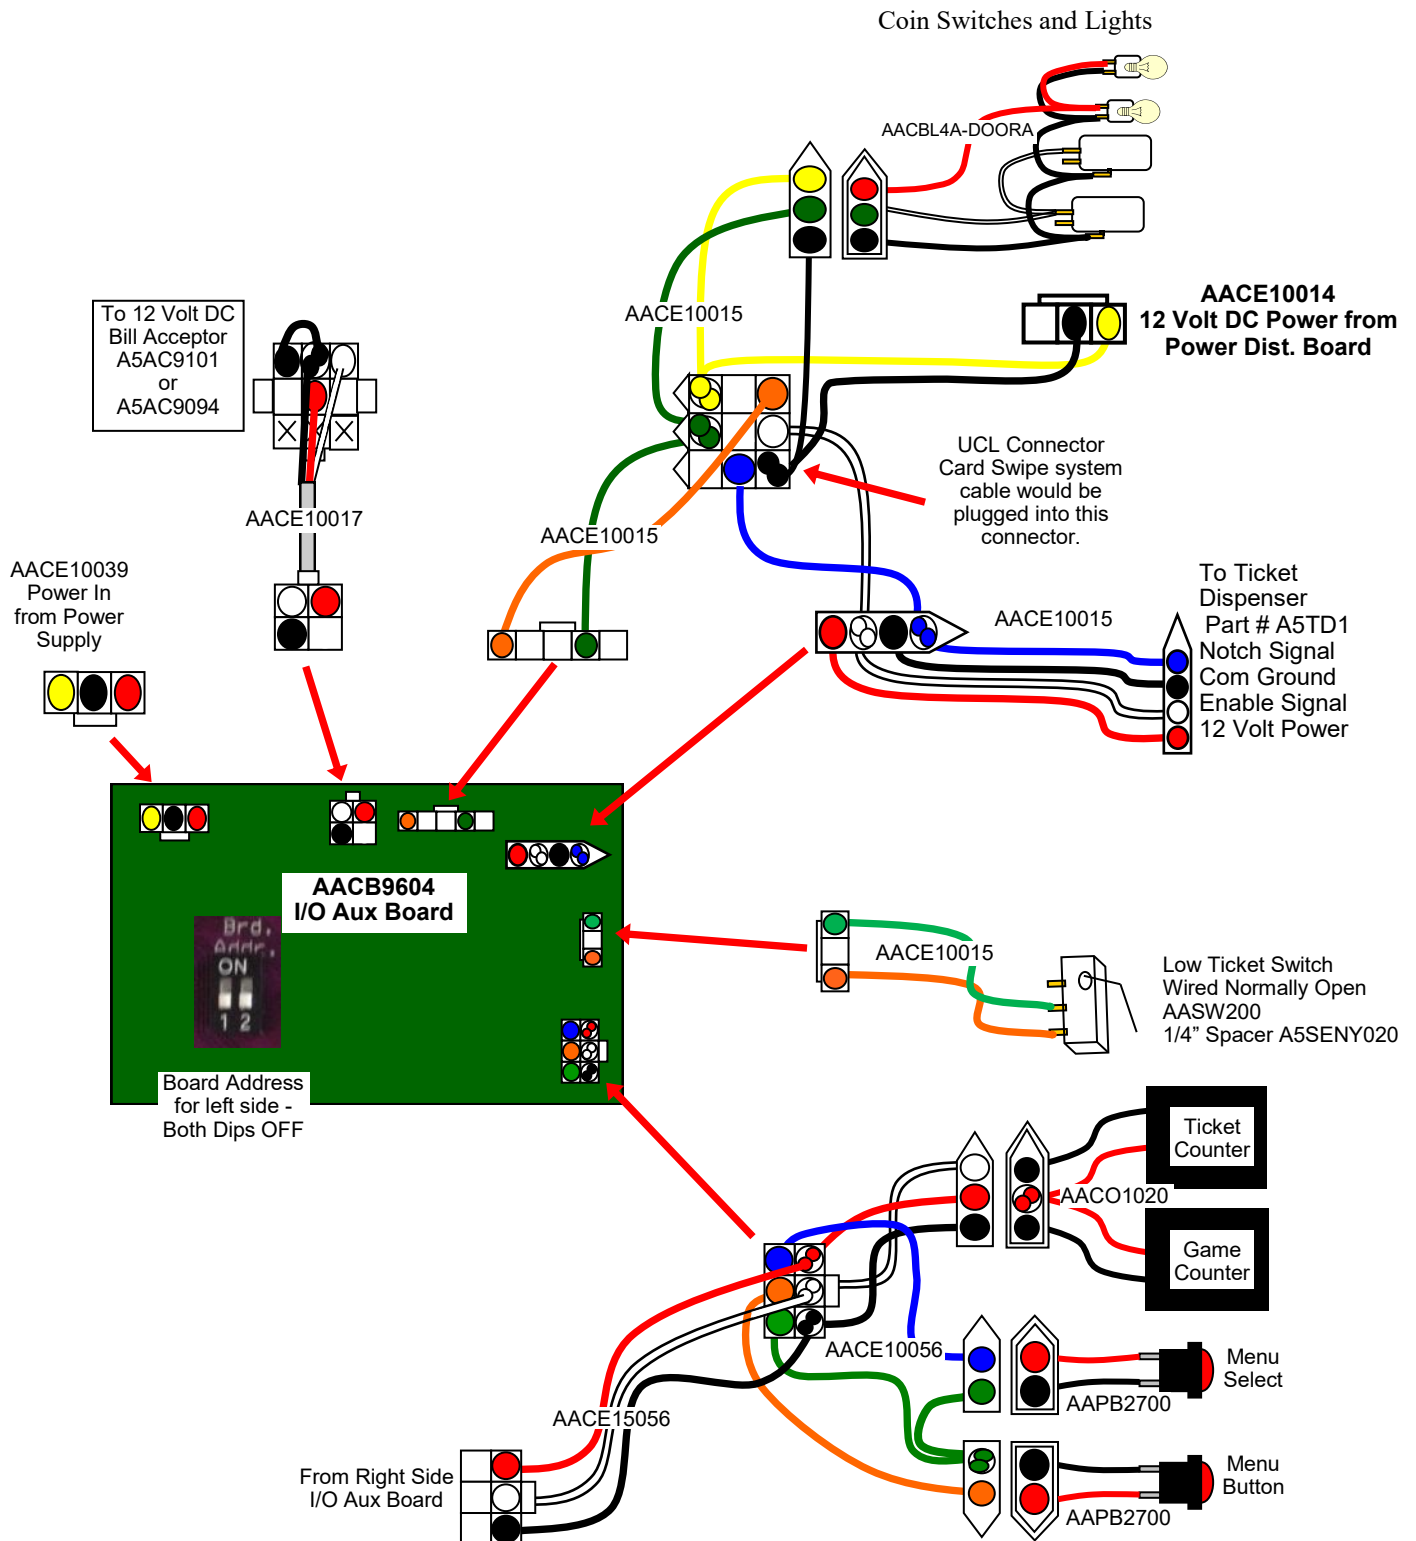 Coin Switches and Lights
AACBL4A-DOORA
AACE10015
AACE10014
12 Volt DC Power from
Power Dist. Board
To 12 Volt DC
Bill Acceptor
A5AC9101
or
A5AC9094
X X
AACE10017
UCL Connector
Card Swipe system
cable would be
plugged into this
connector.
AACE10015
AACE10039
Power In
from Power
Supply
AACE10015
To Ticket
Dispenser
Part # A5TD1
Notch Signal
Com Ground
Enable Signal
12 Volt Power
AACB9604
I/O Aux Board
Brd.
Addr.
ON
1 2
Board Address
for left side -
Both Dips OFF
AACE10015
Low Ticket Switch
Wired Normally Open
AASW200
1/4” Spacer A5SENY020
Ticket
Counter
AACO1020
Game
Counter
AACE10056
Menu
Select
AAPB2700
AACE15056
From Right Side
I/O Aux Board
Menu
Button
AAPB2700